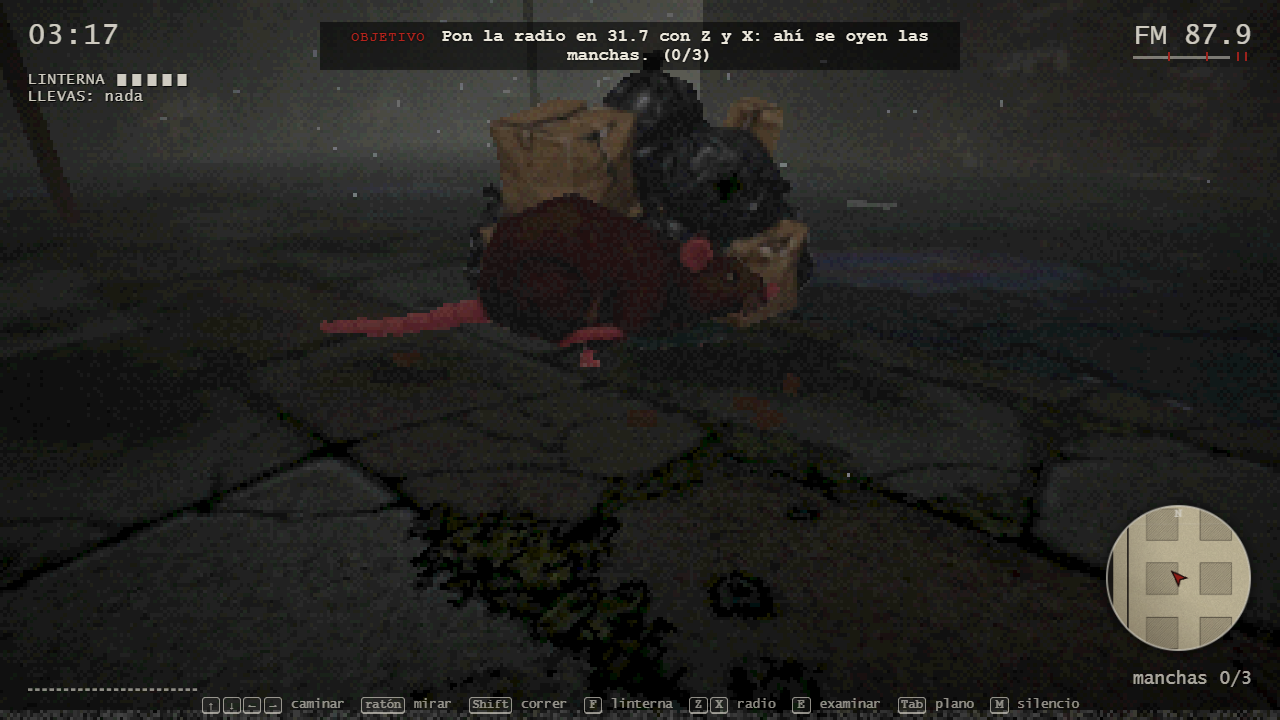 03:17
OBJETIVO Pon la radio en 31.7 con Z y X: ahí se oyen las
manchas. (0/3)
FM 87.9
LINTERNA
LLEVAS: nada
N
manchas 0/3
↑ ↓ ← → caminar ratón mirar Shift correr F linterna Z X radio E examinar Tab plano M silencio